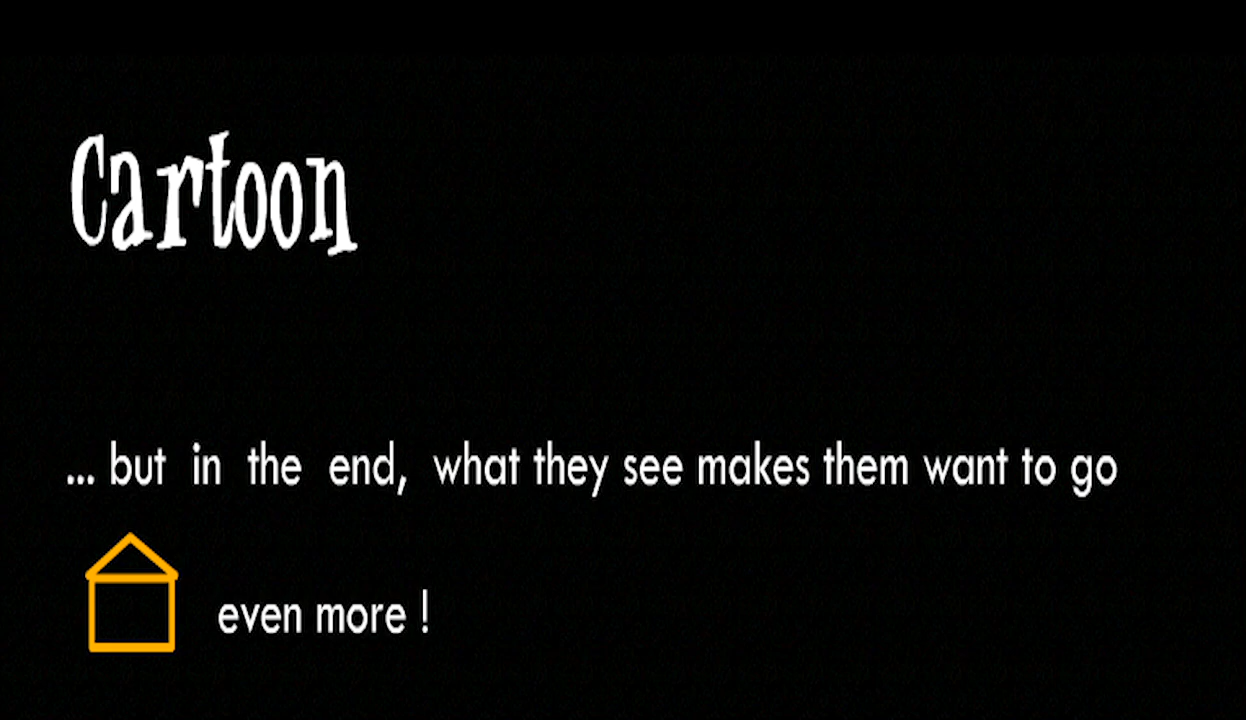 Cartoon
... but in the end, what they see makes them want to go
even more !